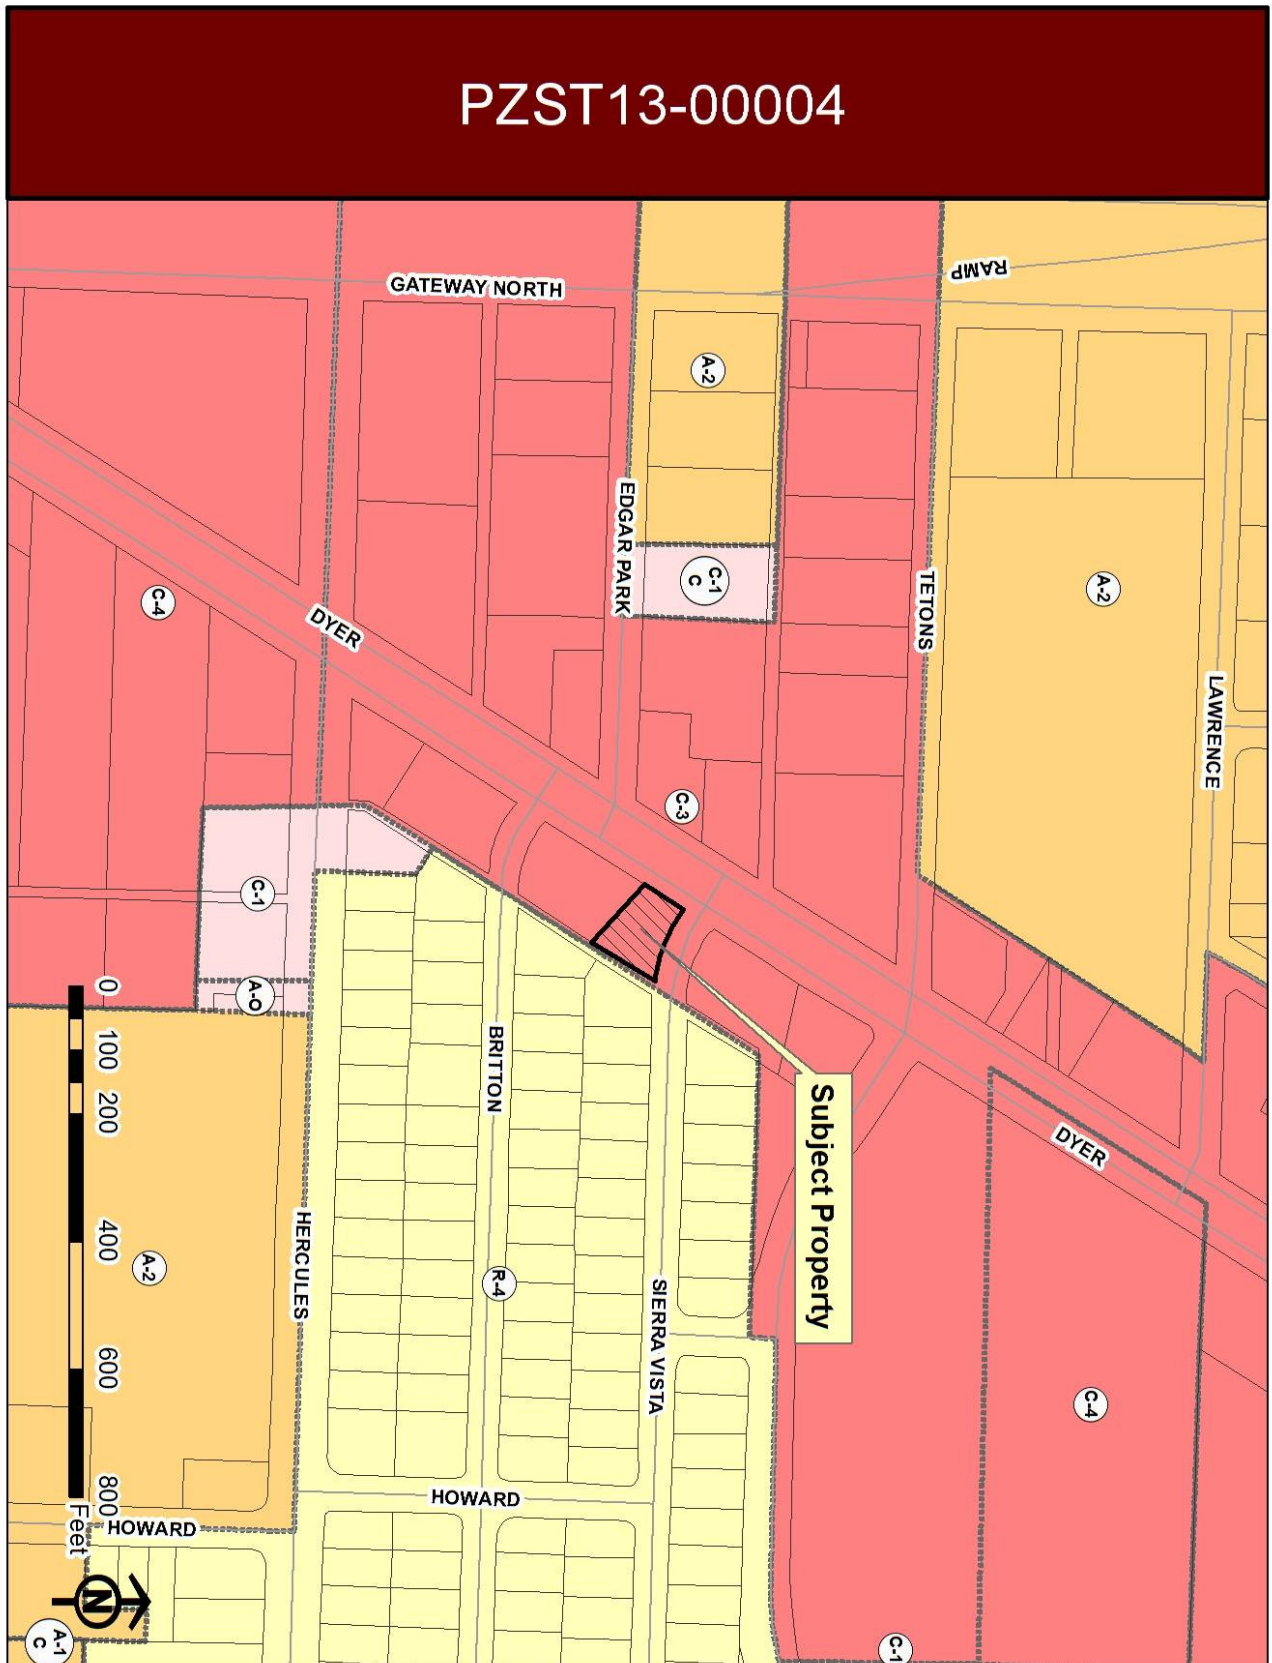 PZST13-00004
RAMP
GATEWAY NORTH
A-2
EDGAR PARK
C-1
C
TETONS
A-2
C-4
DYER
LAWRENCE
C-3
C-1
A-O
BRITTON
Subject Property
DYER
HERCULES
R-4
SIERRA VISTA
A-2
C-4
HOWARD
HOWARD
0
100
200
400
600
800
Feet
N
A-1
C
C-1